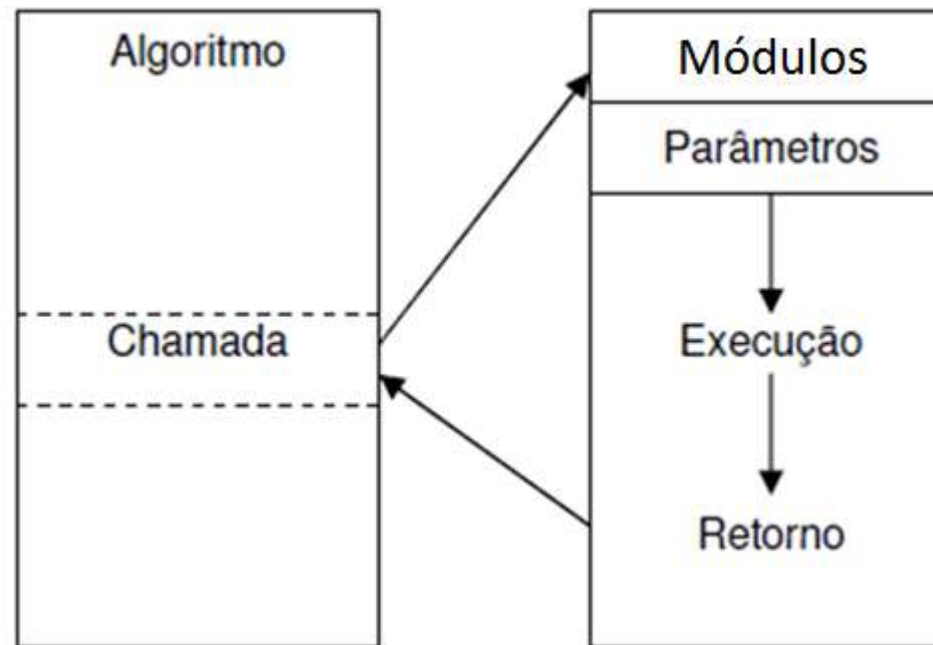 Algoritmo
Chamada
Módulos
Parâmetros
Execução
Retorno